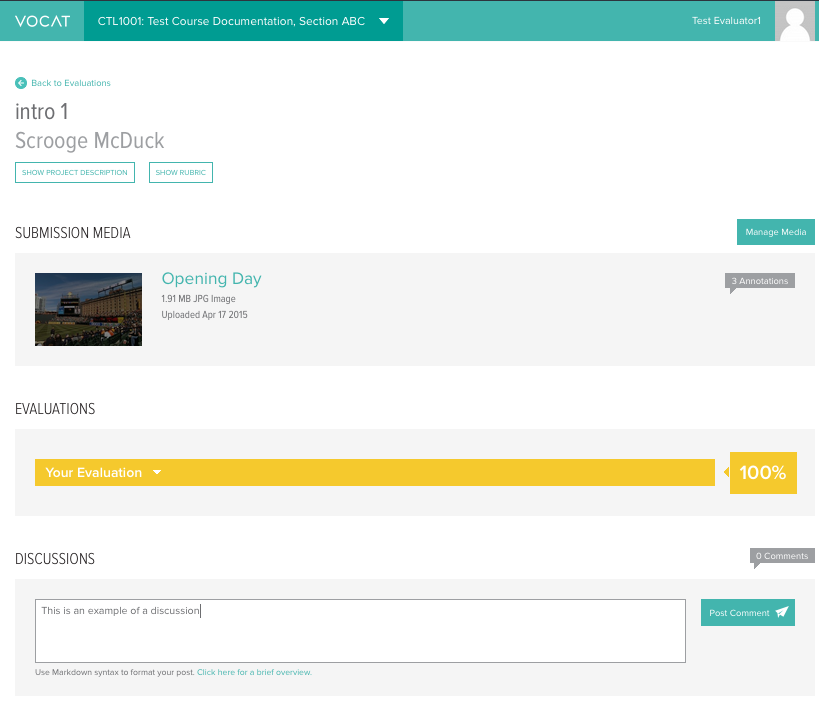 VOCAT
CTL1001: Test Course Documentation, Section ABC
Test Evaluator1
Back to Evaluations
intro 1
Scrooge McDuck
SHOW PROJECT DESCRIPTION
SHOW RUBRIC
SUBMISSION MEDIA
Manage Media
Opening Day
3 Annotations
1.91 MB JPG Image
Uploaded Apr 17 2015
EVALUATIONS
Your Evaluation
100%
DISCUSSIONS
0 Comments
This is an example of a discussion
Post Comment
Use Markdown syntax to format your post. Click here for a brief overview.